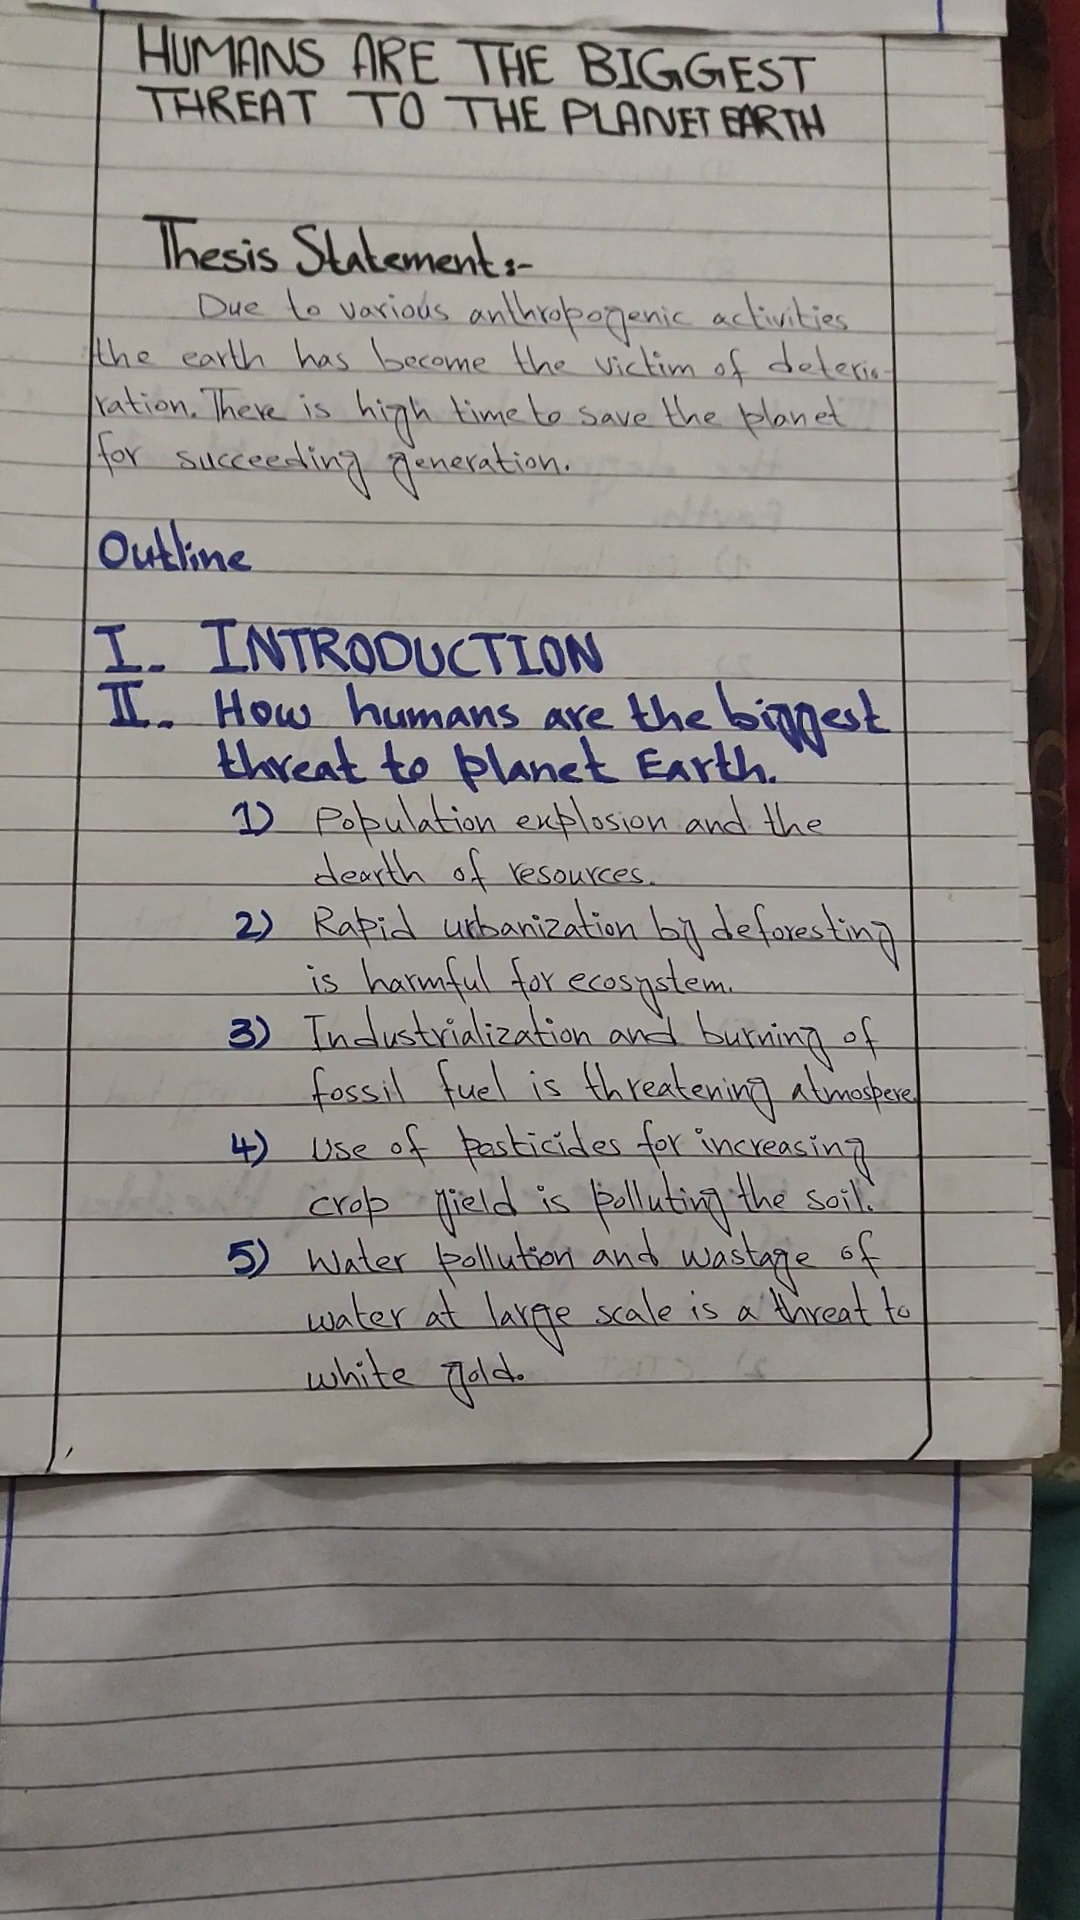 HUMANS ARE THE BIGGEST
THREAT TO THE PLANET EARTH
Thesis Statement:-
Due to various anthropogenic activities
the earth has become the victim of deterio-
ration. There is high time to save the planet
for succeeding generation.
Outline
I. INTRODUCTION
II. How humans are the biggest
threat to planet Earth.
1) Population explosion and the
dearth of resources.
2) Rapid urbanization by deforesting
is harmful for ecosystem.
3) Industrialization and burning of
fossil fuel is threatening atmospere
4) Use of pesticides for increasing
crop yield is polluting the soil.
5) Water pollution and wastage of
water at large scale is a threat to
white gold.